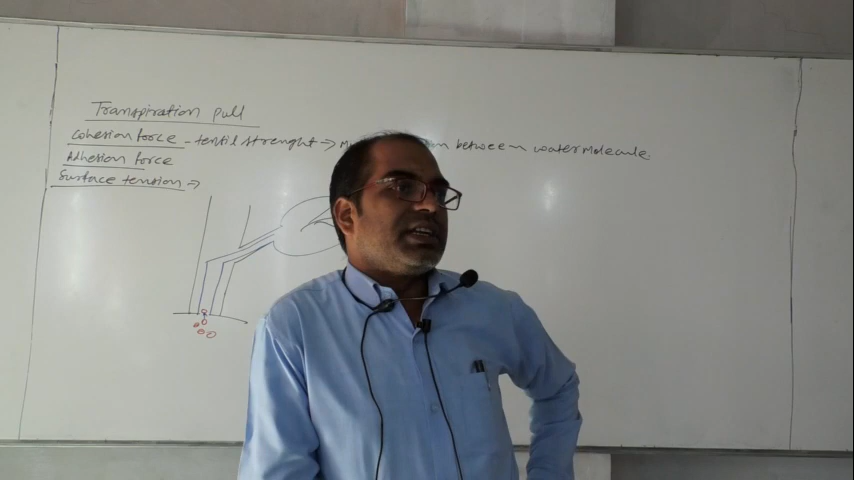 Transpiration pull
Cohesion force - tentil strenght → between water molecule.
Adhesion force
Surface tension →